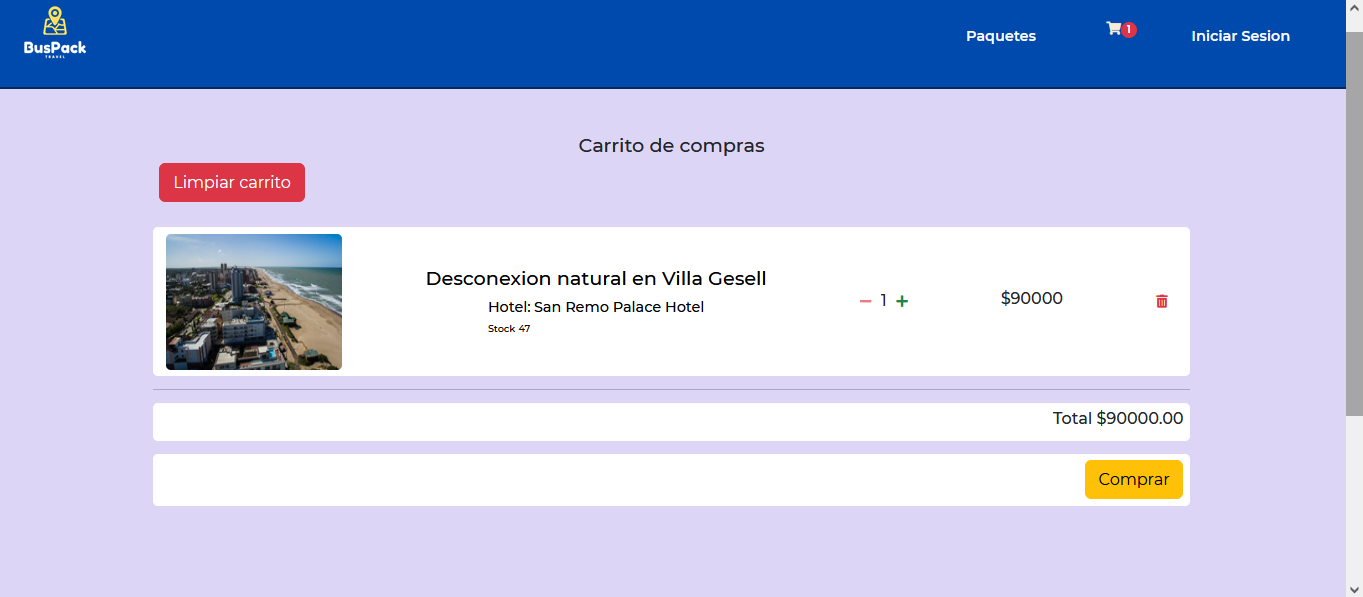 BusPack
TRAVEL
Paquetes
1
Iniciar Sesion
Carrito de compras
Limpiar carrito
Desconexion natural en Villa Gesell
Hotel: San Remo Palace Hotel
Stock 47
1
$90000
Total $90000.00
Comprar